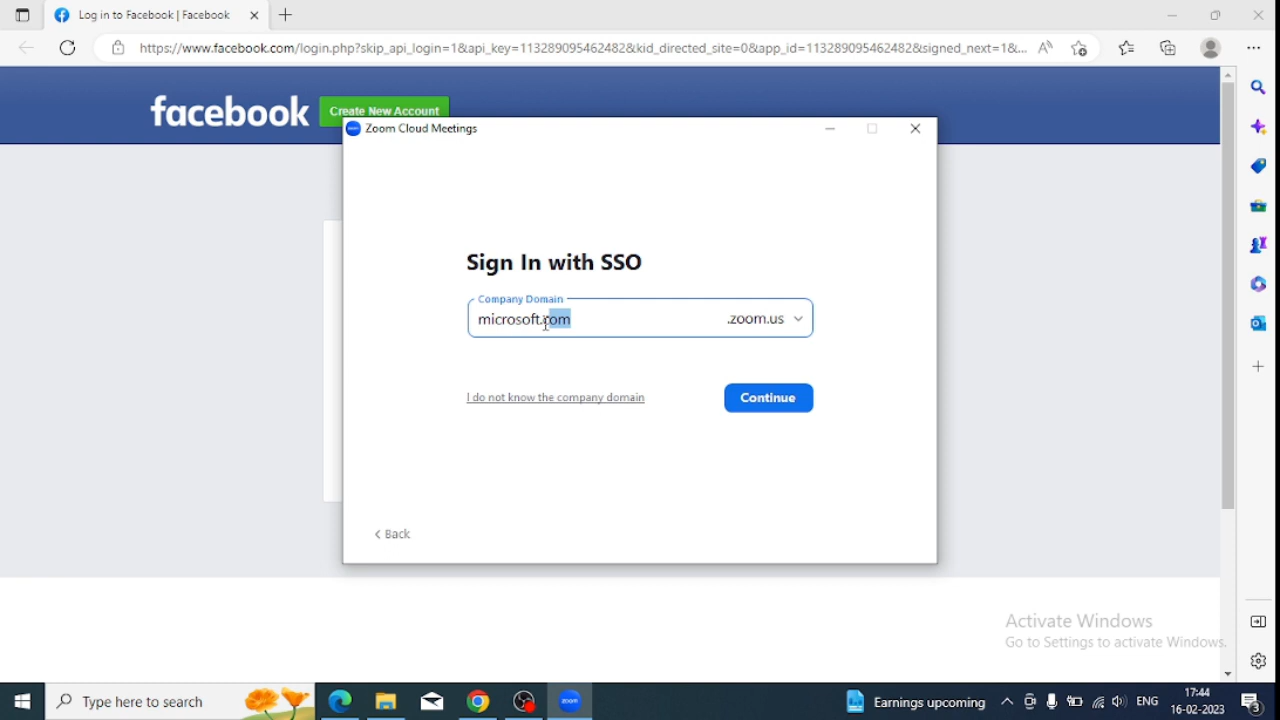 Log in to Facebook | Facebook
https://www.facebook.com/login.php?skip_api_login=1&api_key=113289095462482&kid_directed_site=0&app_id=113289095462482&signed_next=1&...
facebook
Create New Account
Zoom Cloud Meetings
Sign In with SSO
Company Domain
microsoft.com
.zoom.us
I do not know the company domain
Continue
Back
Activate Windows
Go to Settings to activate Windows.
Type here to search
zoom
Earnings upcoming
ENG
17:44
16-02-2023
3